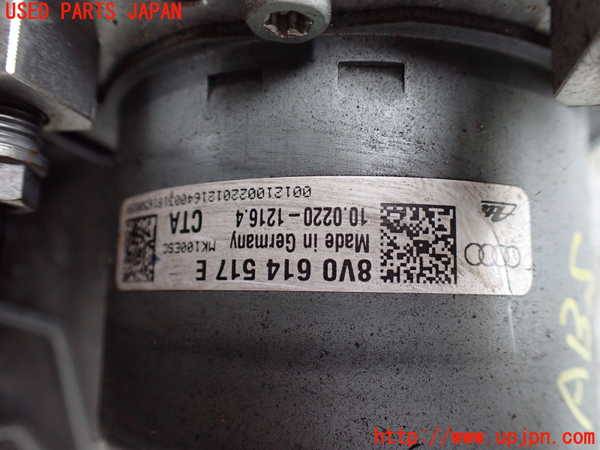 USED PARTS JAPAN
8V0 614 517 E
Made in Germany
MK100ESC
10.0220-1216.4
CTA
ABS
http://www.upjpn.com/